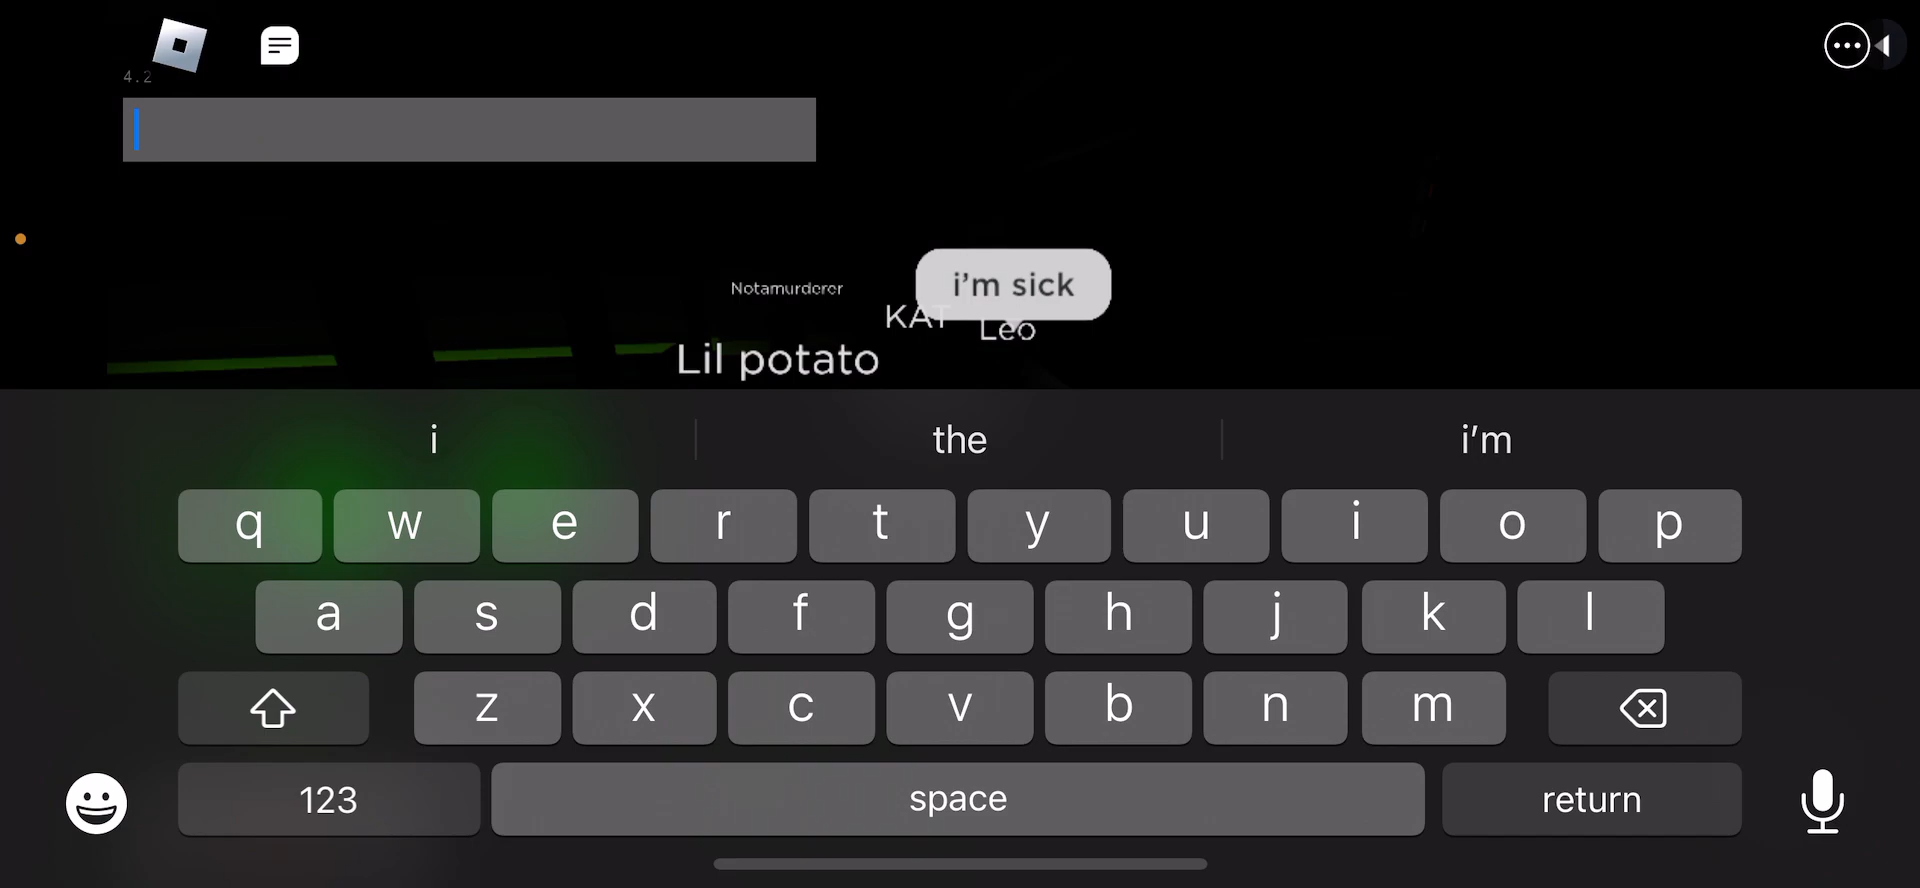 4.2
i’m sick
Notamurderer
KAT
Leo
Lil potato
i the i’m
q w e r t y u i o p
a s d f g h j k l
z x c v b n m
123 space return